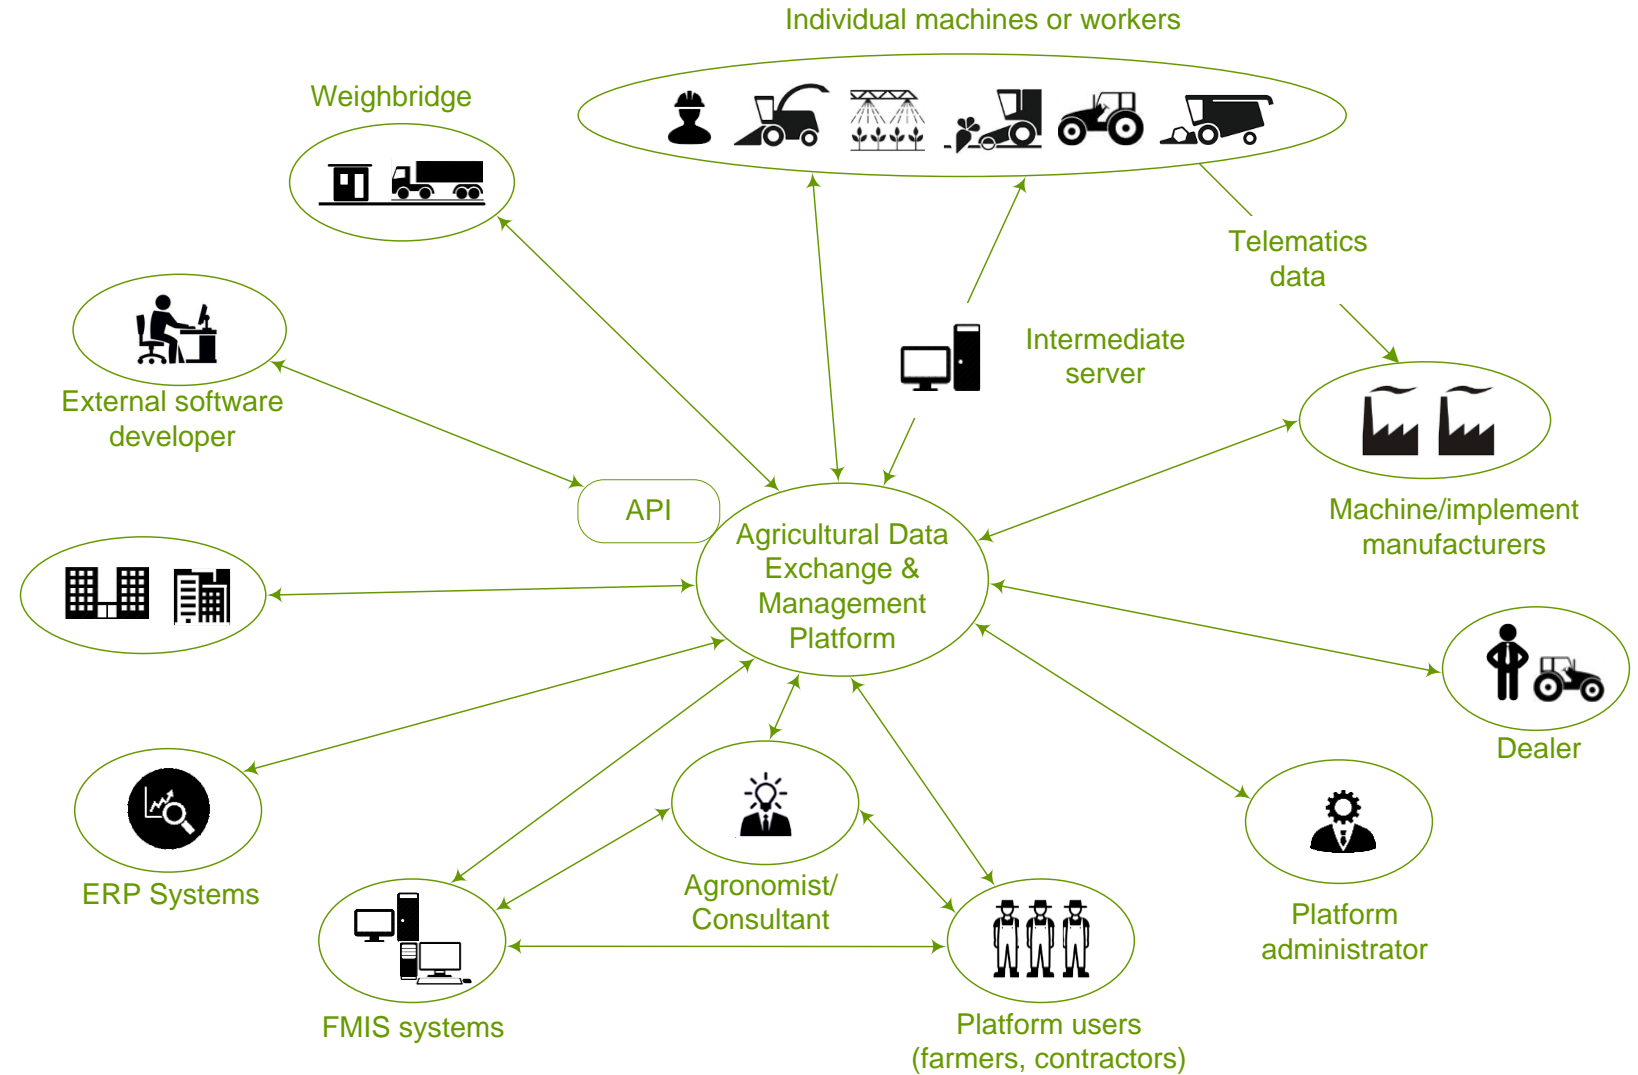 Individual machines or workers
Weighbridge
Telematics
data
Intermediate
server
External software
developer
API
Agricultural Data
Exchange &
Management
Platform
Machine/implement
manufacturers
Dealer
ERP Systems
Agronomist/
Consultant
Platform
administrator
FMIS systems
Platform users
(farmers, contractors)